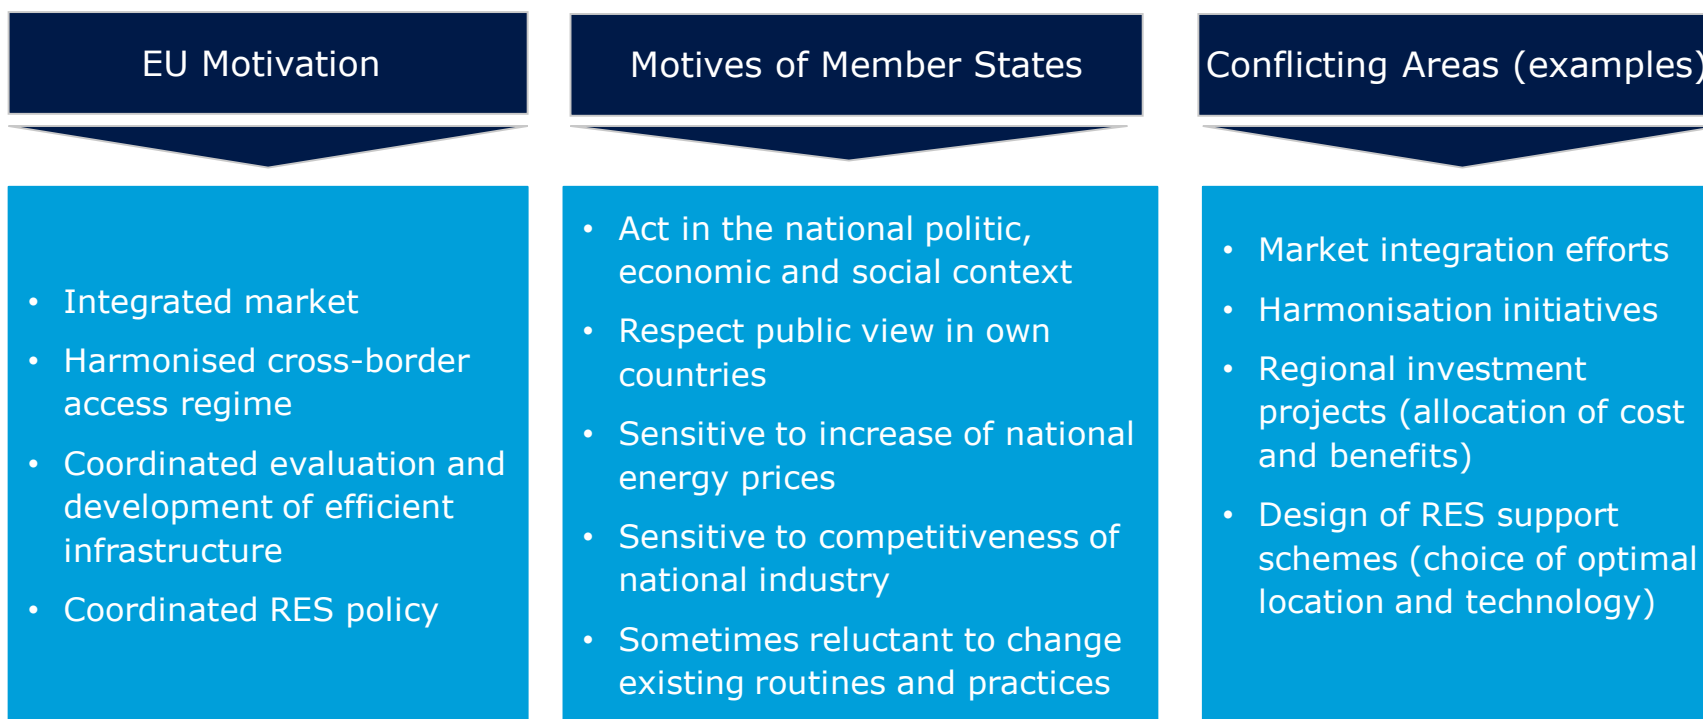 EU Motivation
• Integrated market
• Harmonised cross-border
access regime
• Coordinated evaluation and
development of efficient
infrastructure
• Coordinated RES policy
Motives of Member States
• Act in the national politic,
economic and social context
• Respect public view in own
countries
• Sensitive to increase of national
energy prices
• Sensitive to competitiveness of
national industry
• Sometimes reluctant to change
existing routines and practices
Conflicting Areas (examples)
• Market integration efforts
• Harmonisation initiatives
• Regional investment
projects (allocation of cost
and benefits)
• Design of RES support
schemes (choice of optimal
location and technology)